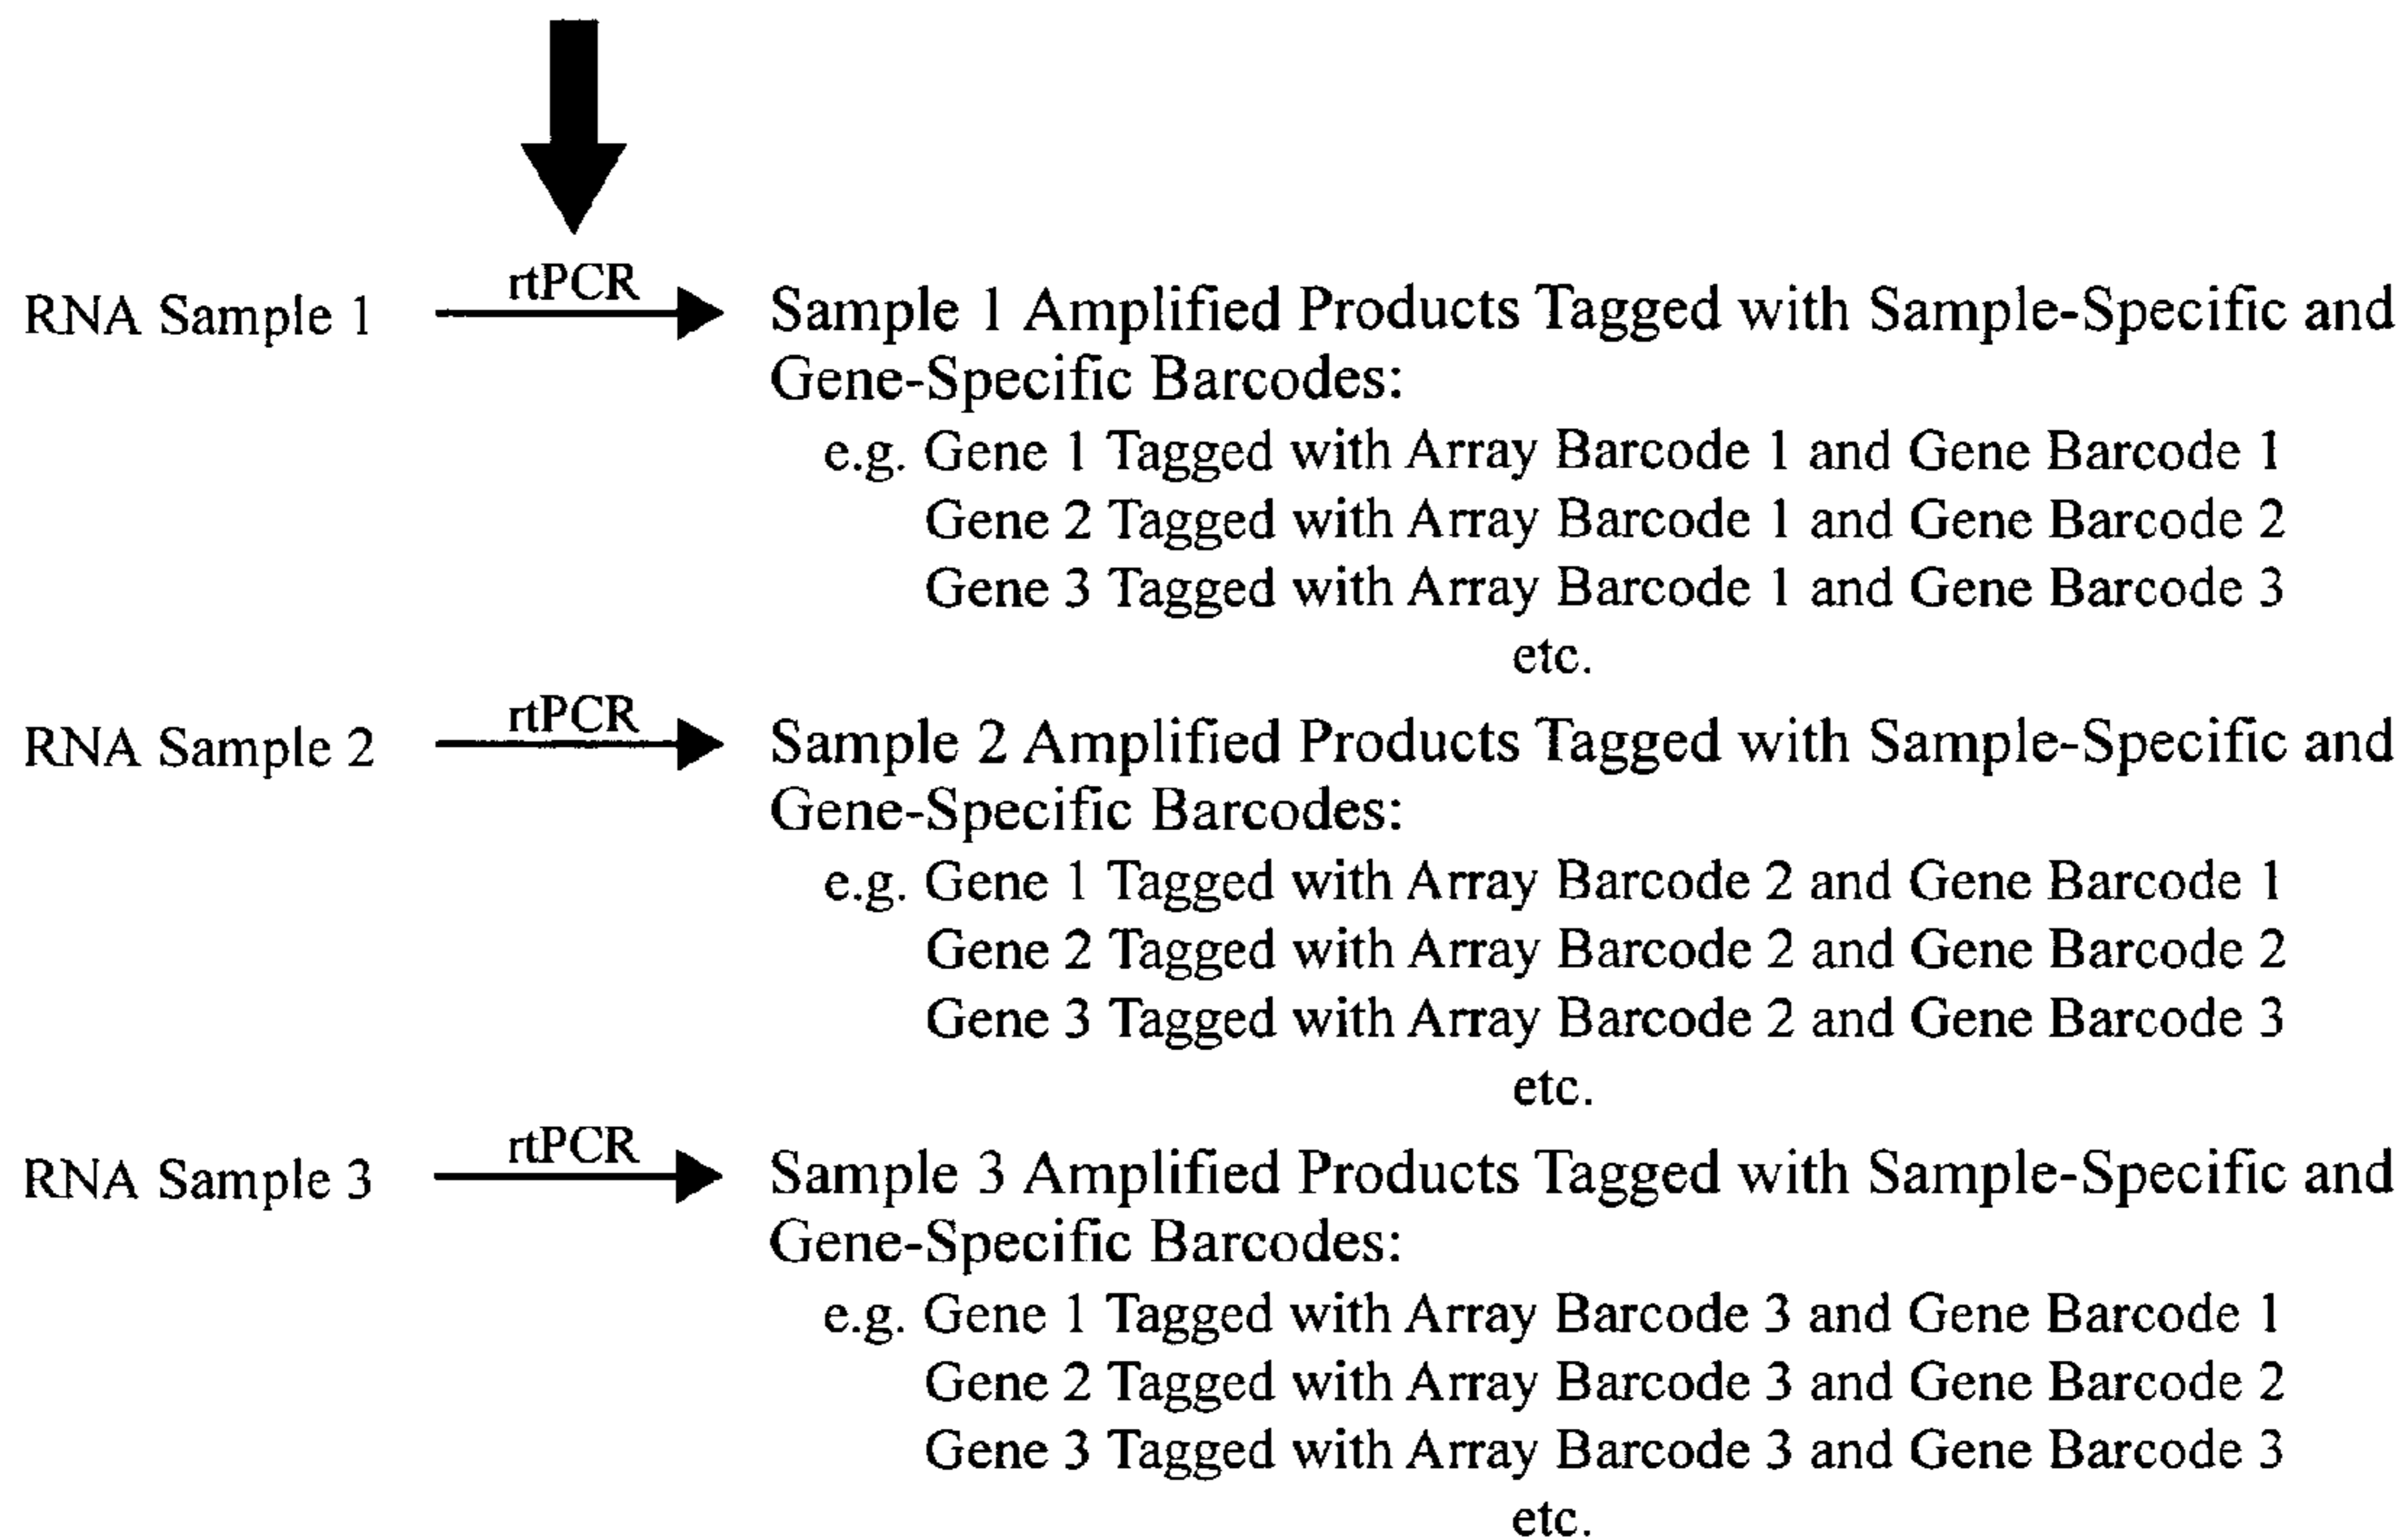 rtPCR
RNA Sample 1
Sample 1 Amplified Products Tagged with Sample-Specific and
Gene-Specific Barcodes:
e.g. Gene 1 Tagged with Array Barcode 1 and Gene Barcode 1
Gene 2 Tagged with Array Barcode 1 and Gene Barcode 2
Gene 3 Tagged with Array Barcode 1 and Gene Barcode 3
etc.
rtPCR
RNA Sample 2
Sample 2 Amplified Products Tagged with Sample-Specific and
Gene-Specific Barcodes:
e.g. Gene 1 Tagged with Array Barcode 2 and Gene Barcode 1
Gene 2 Tagged with Array Barcode 2 and Gene Barcode 2
Gene 3 Tagged with Array Barcode 2 and Gene Barcode 3
etc.
rtPCR
RNA Sample 3
Sample 3 Amplified Products Tagged with Sample-Specific and
Gene-Specific Barcodes:
e.g. Gene 1 Tagged with Array Barcode 3 and Gene Barcode 1
Gene 2 Tagged with Array Barcode 3 and Gene Barcode 2
Gene 3 Tagged with Array Barcode 3 and Gene Barcode 3
etc.